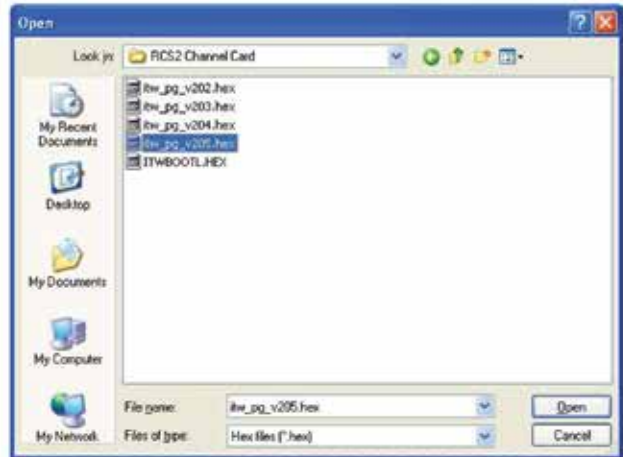 Open
Look in:
RCS2 Channel Card
itw_pg_v202.hex
itw_pg_v203.hex
itw_pg_v204.hex
itw_pg_v205.hex
ITWBOOTL.HEX
My Recent
Documents
Desktop
My Documents
My Computer
My Network
File name:
itw_pg_v205.hex
Open
Files of type:
Hex files (*.hex)
Cancel